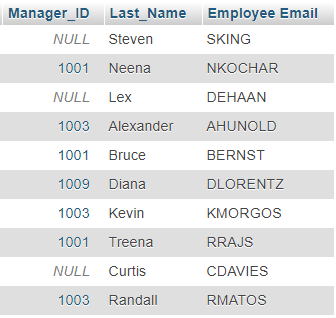 Manager_ID Last_Name Employee Email
NULL Steven SKING
1001 Neena NKOCHAR
NULL Lex DEHAAN
1003 Alexander AHUNOLD
1001 Bruce BERNST
1009 Diana DLORENTZ
1003 Kevin KMORGOS
1001 Treena RRAJS
NULL Curtis CDAVIES
1003 Randall RMATOS